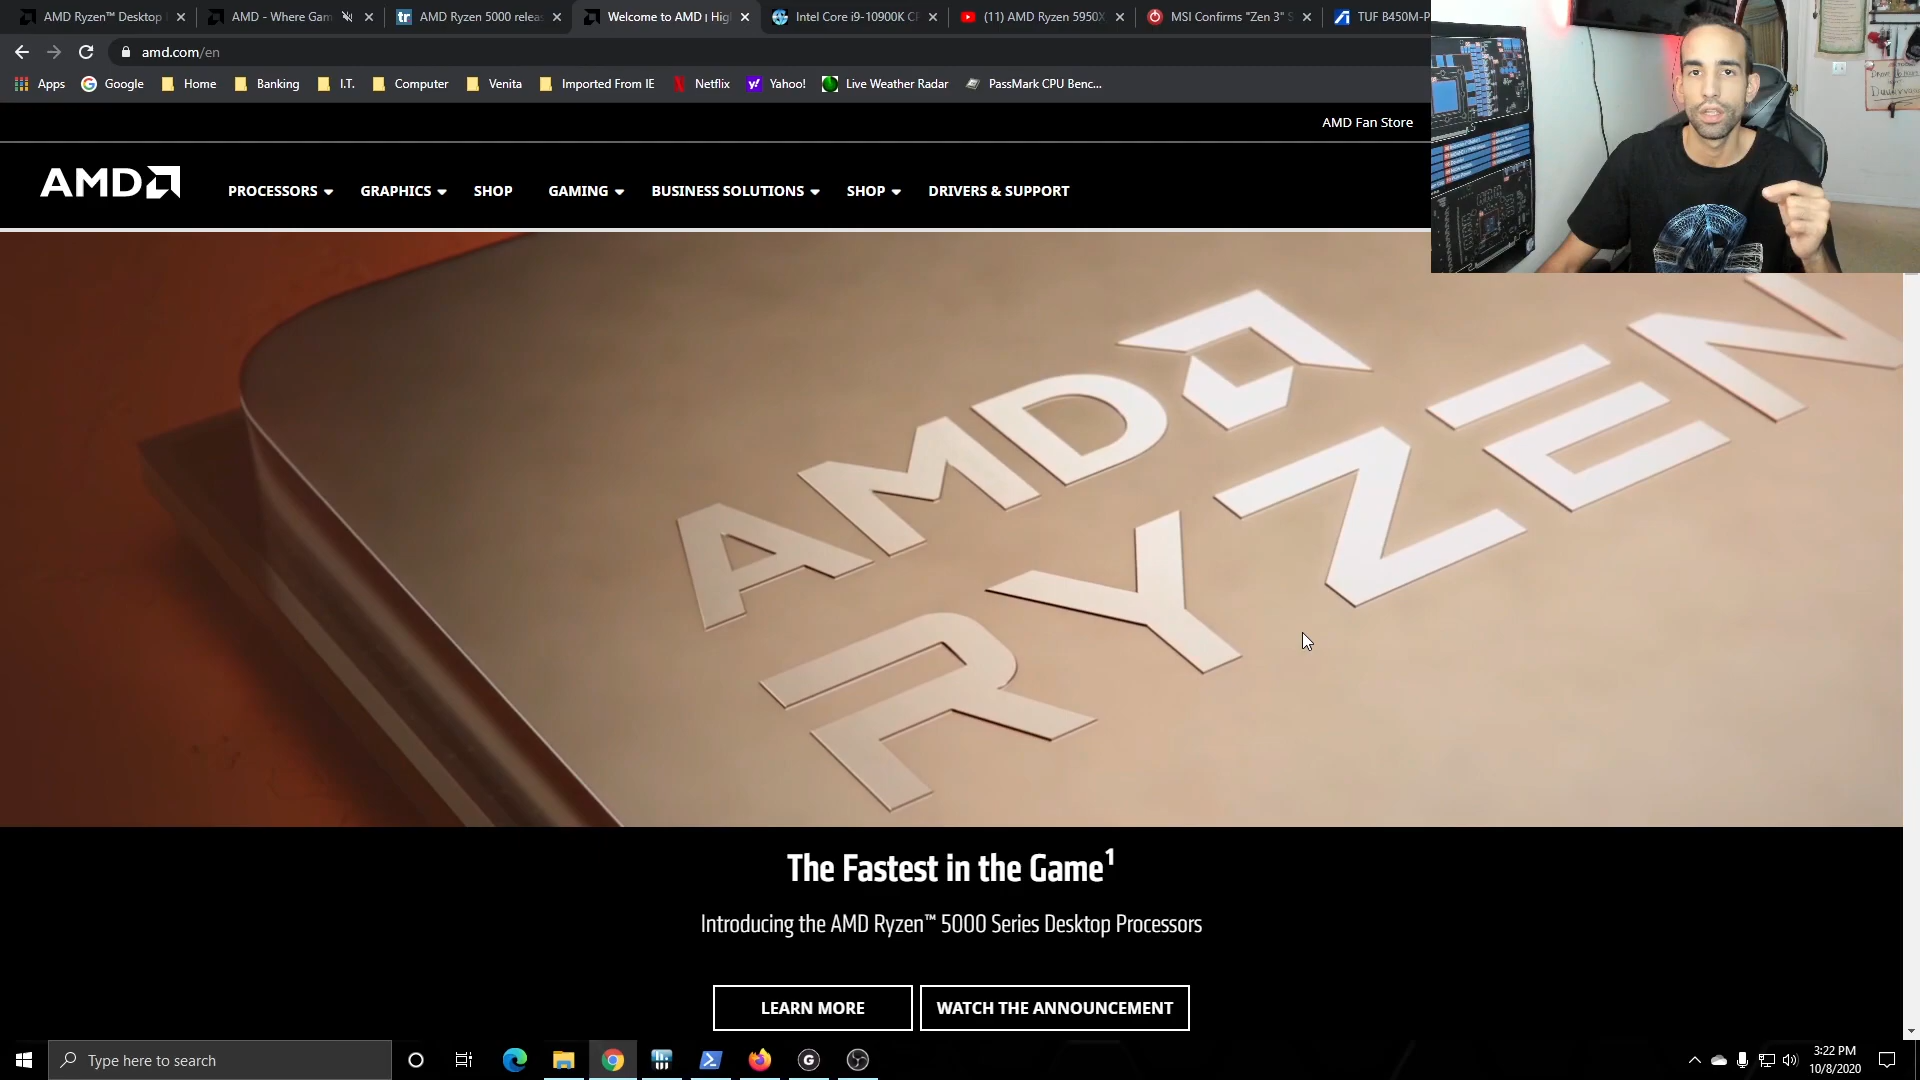 AMD Ryzen™ Desktop
AMD - Where Gam
AMD Ryzen 5000 relea
Welcome to AMD | Hig
Intel Core i9-10900K CP
(11) AMD Ryzen 5950X
MSI Confirms "Zen 3" S
TUF B450M-P
amd.com/en
Apps
Google
Home
Banking
I.T.
Computer
Venita
Imported From IE
Netflix
Yahoo!
Live Weather Radar
PassMark CPU Benc...
AMD Fan Store
AMD
PROCESSORS
GRAPHICS
SHOP
GAMING
BUSINESS SOLUTIONS
SHOP
DRIVERS & SUPPORT
AMD
RYZEN
The Fastest in the Game¹
Introducing the AMD Ryzen™ 5000 Series Desktop Processors
LEARN MORE
WATCH THE ANNOUNCEMENT
Type here to search
3:22 PM
10/8/2020